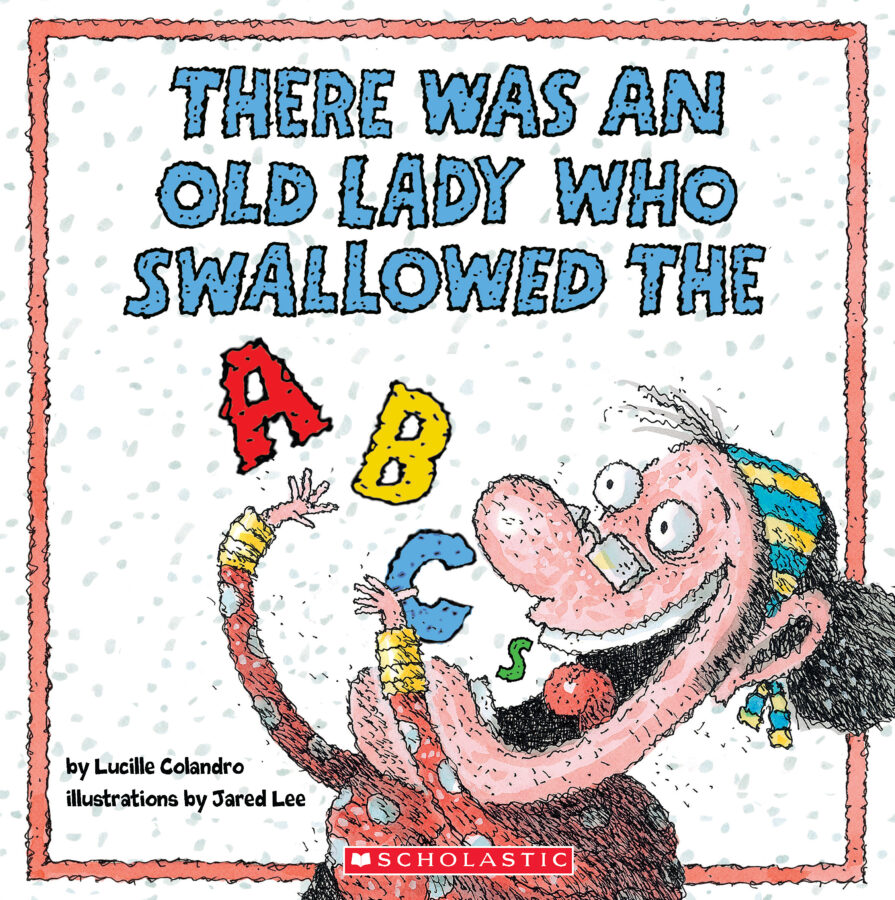 THERE WAS AN
OLD LADY WHO
SWALLOWED THE
A B
C
s
by Lucille Colandro
illustrations by Jared Lee
SCHOLASTIC